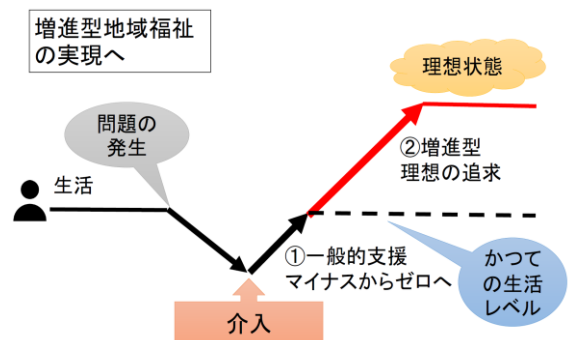 増進型地域福祉
の実現へ
理想状態
問題の
発生
生活
②増進型
理想の追求
①一般的支援
マイナスからゼロへ
かつて
の生活
レベル
介入